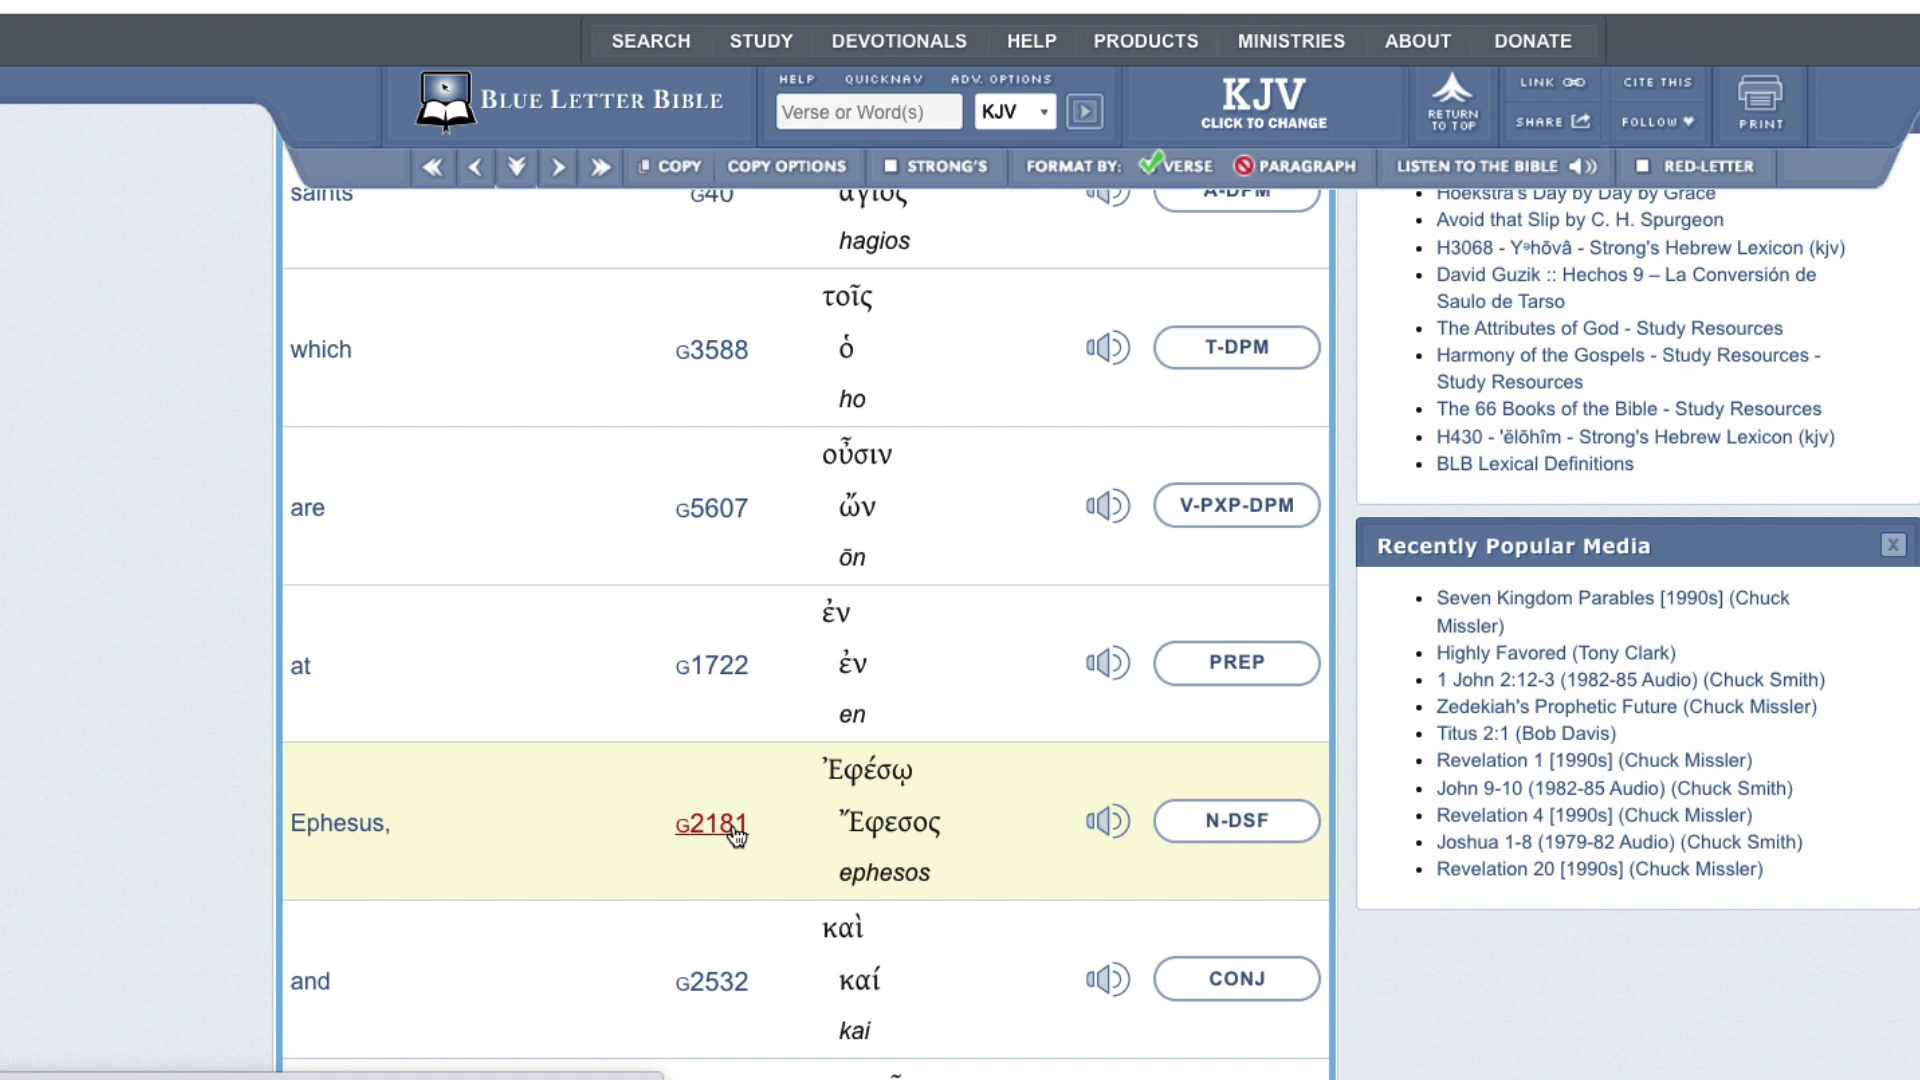 SEARCH STUDY DEVOTIONALS HELP PRODUCTS MINISTRIES ABOUT DONATE
BLUE LETTER BIBLE
HELP QUICKNAV ADV. OPTIONS
Verse or Word(s) KJV
KJV
CLICK TO CHANGE
RETURN
TO TOP
LINK
SHARE
CITE THIS
FOLLOW
PRINT
COPY COPY OPTIONS STRONG'S FORMAT BY: VERSE PARAGRAPH LISTEN TO THE BIBLE RED-LETTER
saints G40 ἅγιος A-DPM
hagios
τοῖς
which G3588 ὁ T-DPM
ho
οὖσιν
are G5607 ὤν V-PXP-DPM
ōn
ἐν
at G1722 ἐν PREP
en
Ἐφέσῳ
Ephesus, G2181 Ἔφεσος N-DSF
ephesos
καὶ
and G2532 καί CONJ
kai
Hoekstra's Day by Day by Grace
Avoid that Slip by C. H. Spurgeon
H3068 - Yᵊhōvâ - Strong's Hebrew Lexicon (kjv)
David Guzik :: Hechos 9 – La Conversión de
Saulo de Tarso
The Attributes of God - Study Resources
Harmony of the Gospels - Study Resources -
Study Resources
The 66 Books of the Bible - Study Resources
H430 - 'ĕlōhîm - Strong's Hebrew Lexicon (kjv)
BLB Lexical Definitions
Recently Popular Media X
Seven Kingdom Parables [1990s] (Chuck
Missler)
Highly Favored (Tony Clark)
1 John 2:12-3 (1982-85 Audio) (Chuck Smith)
Zedekiah's Prophetic Future (Chuck Missler)
Titus 2:1 (Bob Davis)
Revelation 1 [1990s] (Chuck Missler)
John 9-10 (1982-85 Audio) (Chuck Smith)
Revelation 4 [1990s] (Chuck Missler)
Joshua 1-8 (1979-82 Audio) (Chuck Smith)
Revelation 20 [1990s] (Chuck Missler)